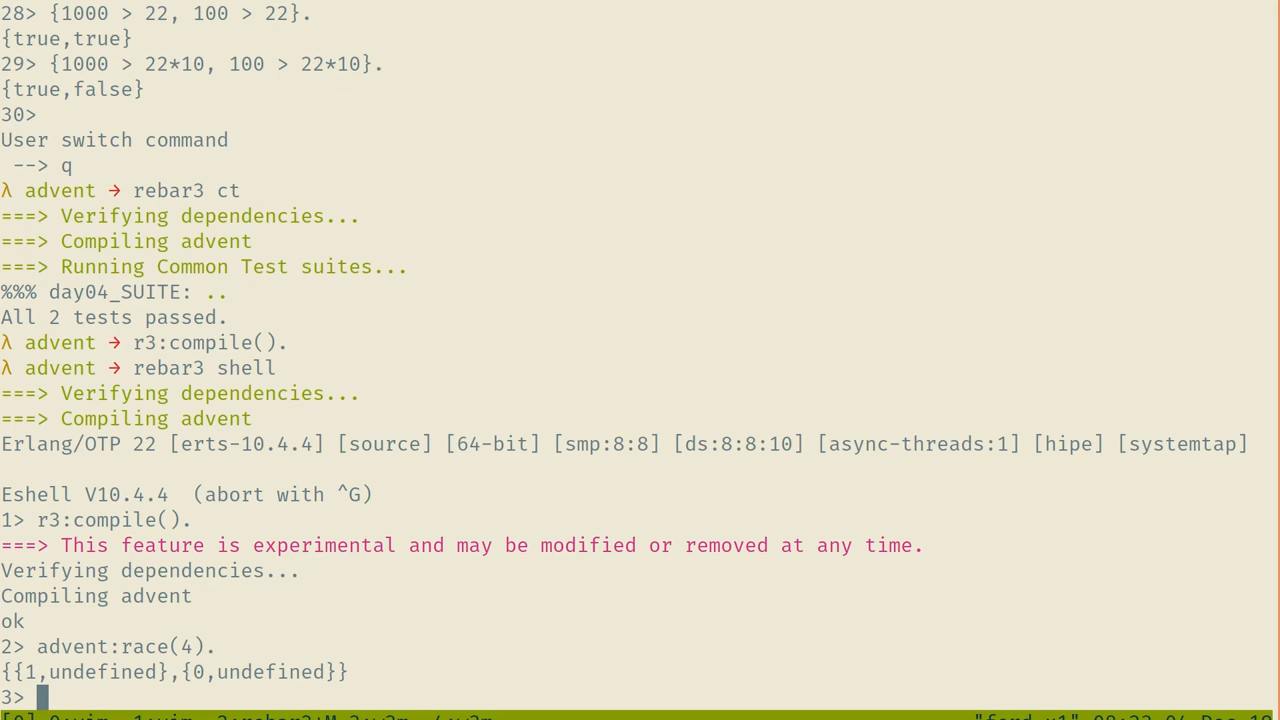 28> {1000 > 22, 100 > 22}.
{true,true}
29> {1000 > 22*10, 100 > 22*10}.
{true,false}
30>
User switch command
 --> q
λ advent → rebar3 ct
===> Verifying dependencies...
===> Compiling advent
===> Running Common Test suites...
%%% day04_SUITE: ..
All 2 tests passed.
λ advent → r3:compile().
λ advent → rebar3 shell
===> Verifying dependencies...
===> Compiling advent
Erlang/OTP 22 [erts-10.4.4] [source] [64-bit] [smp:8:8] [ds:8:8:10] [async-threads:1] [hipe] [systemtap]
Eshell V10.4.4  (abort with ^G)
1> r3:compile().
===> This feature is experimental and may be modified or removed at any time.
Verifying dependencies...
Compiling advent
ok
2> advent:race(4).
{{1,undefined},{0,undefined}}
3>